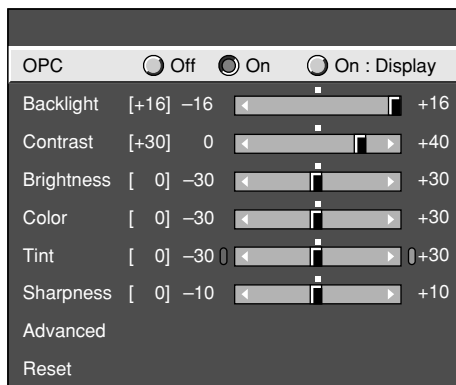 OPC Off On On : Display
Backlight [+16] –16 +16
Contrast [+30] 0 +40
Brightness [ 0] –30 +30
Color [ 0] –30 +30
Tint [ 0] –30 +30
Sharpness [ 0] –10 +10
Advanced
Reset